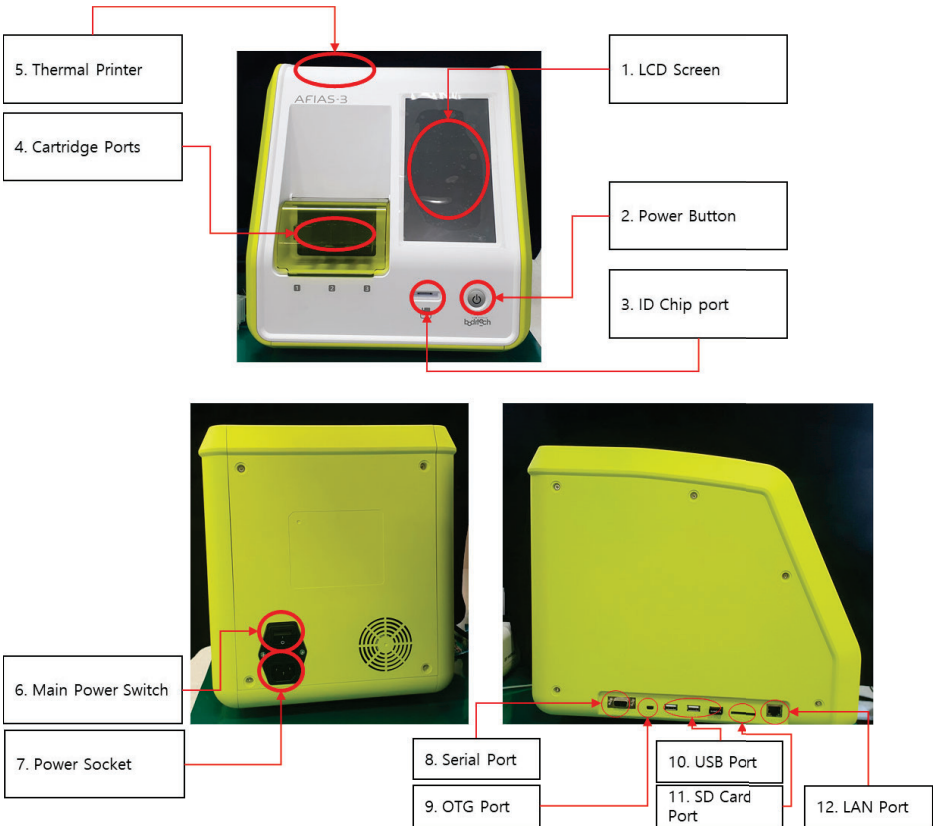 5. Thermal Printer
1. LCD Screen
AFIAS-3
4. Cartridge Ports
2. Power Button
1 2 3
3. ID Chip port
boditech
6. Main Power Switch
7. Power Socket
8. Serial Port
10. USB Port
9. OTG Port
11. SD Card
Port
12. LAN Port